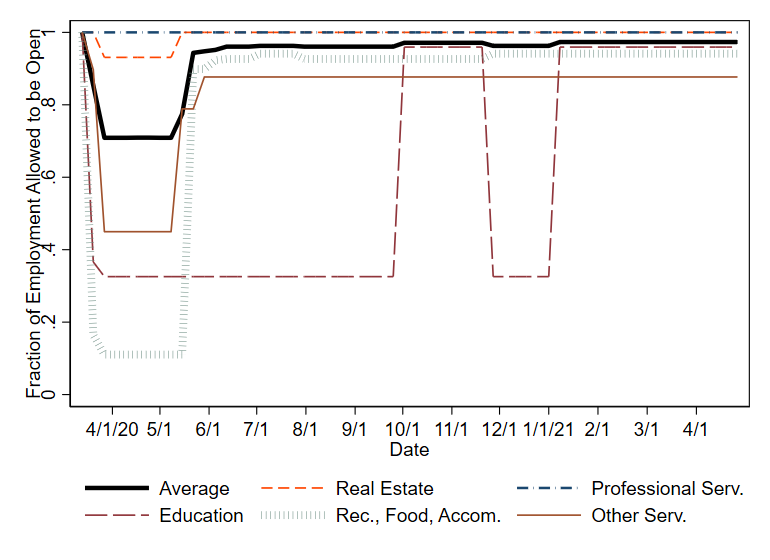 Fraction of Employment Allowed to be Open
1
.8
.6
.4
.2
0
4/1/20 5/1 6/1 7/1 8/1 9/1 10/1 11/1 12/1 1/1/21 2/1 3/1 4/1
Date
Average Real Estate Professional Serv.
Education Rec., Food, Accom. Other Serv.